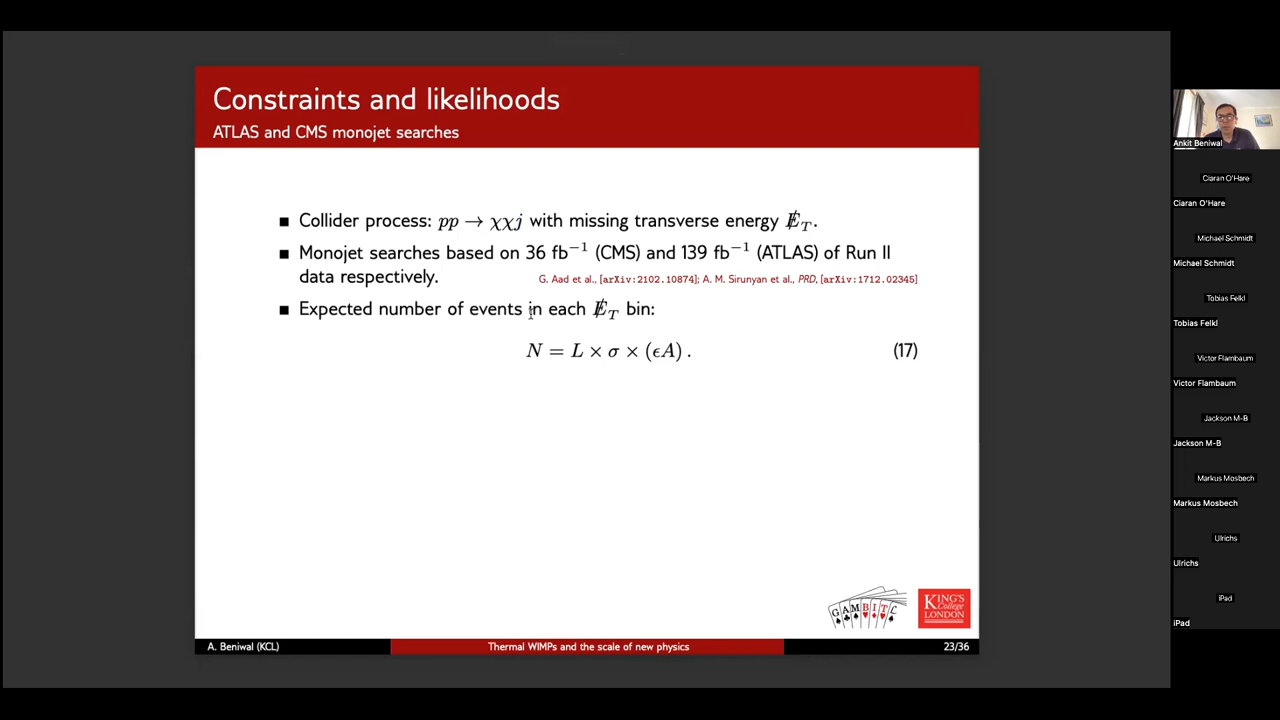 Constraints and likelihoods
ATLAS and CMS monojet searches
■ Collider process: pp → χχj with missing transverse energy E̸_T.
■ Monojet searches based on 36 fb⁻¹ (CMS) and 139 fb⁻¹ (ATLAS) of Run II
data respectively.
G. Aad et al., [arXiv:2102.10874]; A. M. Sirunyan et al., PRD, [arXiv:1712.02345]
■ Expected number of events in each E̸_T bin:
N = L × σ × (ϵA) . (17)
GAMBIT
KING'S
College
LONDON
A. Beniwal (KCL)
Thermal WIMPs and the scale of new physics
23/36
Ankit Beniwal
Ciaran O'Hare
Ciaran O'Hare
Michael Schmidt
Michael Schmidt
Tobias Felkl
Tobias Felkl
Victor Flambaum
Victor Flambaum
Jackson M-B
Jackson M-B
Markus Mosbech
Markus Mosbech
Ulrichs
Ulrichs
iPad
iPad